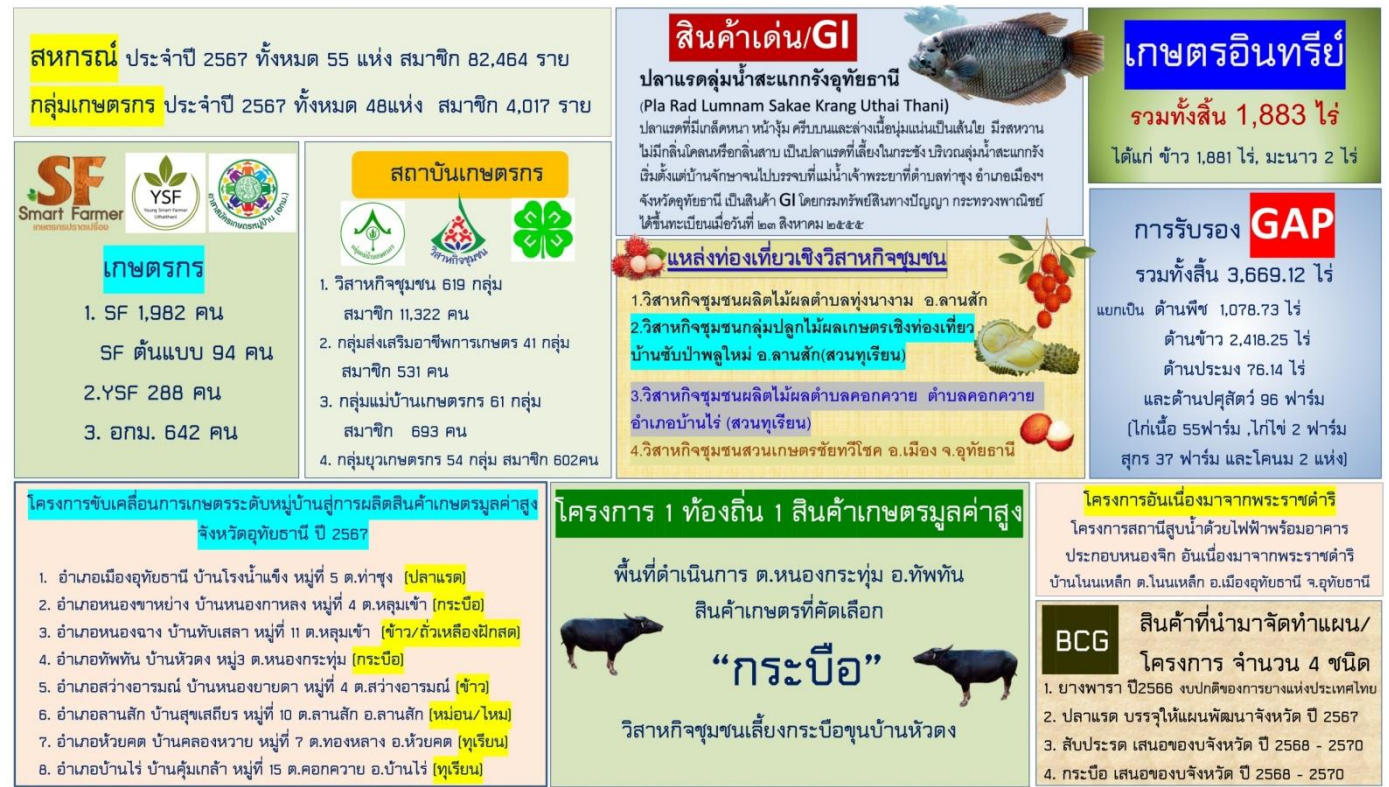 สหกรณ์ ประจำปี 2567 ทั้งหมด 55 แห่ง สมาชิก 82,464 ราย
กลุ่มเกษตรกร ประจำปี 2567 ทั้งหมด 48แห่ง สมาชิก 4,017 ราย
SF
Smart Farmer
เกษตรกรปราดเปรื่อง
YSF
Young Smart Farmer
Uthaithani
อาสาสมัครเกษตรหมู่บ้าน (อกม.)
เกษตรกร
1. SF 1,982 คน
SF ต้นแบบ 94 คน
2.YSF 288 คน
3. อกม. 642 คน
สถาบันเกษตรกร
กลุ่มแม่บ้านเกษตรกร
วิสาหกิจชุมชน
1. วิสาหกิจชุมชน 619 กลุ่ม
สมาชิก 11,322 คน
2. กลุ่มส่งเสริมอาชีพการเกษตร 41 กลุ่ม
สมาชิก 531 คน
3. กลุ่มแม่บ้านเกษตรกร 61 กลุ่ม
สมาชิก 693 คน
4. กลุ่มยุวเกษตรกร 54 กลุ่ม สมาชิก 602คน
สินค้าเด่น/GI
ปลาแรดลุ่มน้ำสะแกกรังอุทัยธานี
(Pla Rad Lumnam Sakae Krang Uthai Thani)
ปลาแรดที่มีเกล็ดหนา หน้างุ้ม ครีบบนและล่างเนื้อนุ่มแน่นเป็นเส้นใย มีรสหวาน
ไม่มีกลิ่นโคลนหรือกลิ่นสาบ เป็นปลาแรดที่เลี้ยงในกระชัง บริเวณลุ่มน้ำสะแกกรัง
เริ่มตั้งแต่บ้านจักษาจนไปบรรจบที่แม่น้ำเจ้าพระยาที่ตำบลท่าซุง อำเภอเมืองฯ
จังหวัดอุทัยธานี เป็นสินค้า GI โดยกรมทรัพย์สินทางปัญญา กระทรวงพาณิชย์
ได้ขึ้นทะเบียนเมื่อวันที่ ๒๓ สิงหาคม ๒๕๕๕
แหล่งท่องเที่ยวเชิงวิสาหกิจชุมชน
1.วิสาหกิจชุมชนผลิตไม้ผลตำบลทุ่งนางาม อ.ลานสัก
2.วิสาหกิจชุมชนกลุ่มปลูกไม้ผลเกษตรเชิงท่องเที่ยว
บ้านซับป่าพลูใหม่ อ.ลานสัก(สวนทุเรียน)
3.วิสาหกิจชุมชนผลิตไม้ผลตำบลคอกควาย ตำบลคอกควาย
อำเภอบ้านไร่ (สวนทุเรียน)
4.วิสาหกิจชุมชนสวนเกษตรชัยทวีโชค อ.เมือง จ.อุทัยธานี
เกษตรอินทรีย์
รวมทั้งสิ้น 1,883 ไร่
ได้แก่ ข้าว 1,881 ไร่, มะนาว 2 ไร่
การรับรอง GAP
รวมทั้งสิ้น 3,669.12 ไร่
แยกเป็น ด้านพืช 1,078.73 ไร่
ด้านข้าว 2,418.25 ไร่
ด้านประมง 76.14 ไร่
และด้านปศุสัตว์ 96 ฟาร์ม
(ไก่เนื้อ 55ฟาร์ม ,ไก่ไข่ 2 ฟาร์ม
สุกร 37 ฟาร์ม และโคนม 2 แห่ง)
โครงการขับเคลื่อนการเกษตรระดับหมู่บ้านสู่การผลิตสินค้าเกษตรมูลค่าสูง
จังหวัดอุทัยธานี ปี 2567
1. อำเภอเมืองอุทัยธานี บ้านโรงน้ำแข็ง หมู่ที่ 5 ต.ท่าซุง (ปลาแรด)
2. อำเภอหนองขาหย่าง บ้านหนองกาหลง หมู่ที่ 4 ต.หลุมเข้า (กระบือ)
3. อำเภอหนองฉาง บ้านทับเสลา หมู่ที่ 11 ต.หลุมเข้า (ข้าว/ถั่วเหลืองฝักสด)
4. อำเภอทัพทัน บ้านหัวดง หมู่3 ต.หนองกระทุ่ม (กระบือ)
5. อำเภอสว่างอารมณ์ บ้านหนองยายดา หมู่ที่ 4 ต.สว่างอารมณ์ (ข้าว)
6. อำเภอลานสัก บ้านสุขเสถียร หมู่ที่ 10 ต.ลานสัก อ.ลานสัก (หม่อน/ไหม)
7. อำเภอห้วยคต บ้านคลองหวาย หมู่ที่ 7 ต.ทองหลาง อ.ห้วยคต (ทุเรียน)
8. อำเภอบ้านไร่ บ้านคุ้มเกล้า หมู่ที่ 15 ต.คอกควาย อ.บ้านไร่ (ทุเรียน)
โครงการ 1 ท้องถิ่น 1 สินค้าเกษตรมูลค่าสูง
พื้นที่ดำเนินการ ต.หนองกระทุ่ม อ.ทัพทัน
สินค้าเกษตรที่คัดเลือก
“กระบือ”
วิสาหกิจชุมชนเลี้ยงกระบือขุนบ้านหัวดง
โครงการอันเนื่องมาจากพระราชดำริ
โครงการสถานีสูบน้ำด้วยไฟฟ้าพร้อมอาคาร
ประกอบหนองจิก อันเนื่องมาจากพระราชดำริ
บ้านโนนเหล็ก ต.โนนเหล็ก อ.เมืองอุทัยธานี จ.อุทัยธานี
BCG
สินค้าที่นำมาจัดทำแผน/
โครงการ จำนวน 4 ชนิด
1. ยางพารา ปี2566 งบปกติของการยางแห่งประเทศไทย
2. ปลาแรด บรรจุให้แผนพัฒนาจังหวัด ปี 2567
3. สับประรด เสนอของบจังหวัด ปี 2568 - 2570
4. กระบือ เสนอของบจังหวัด ปี 2568 - 2570